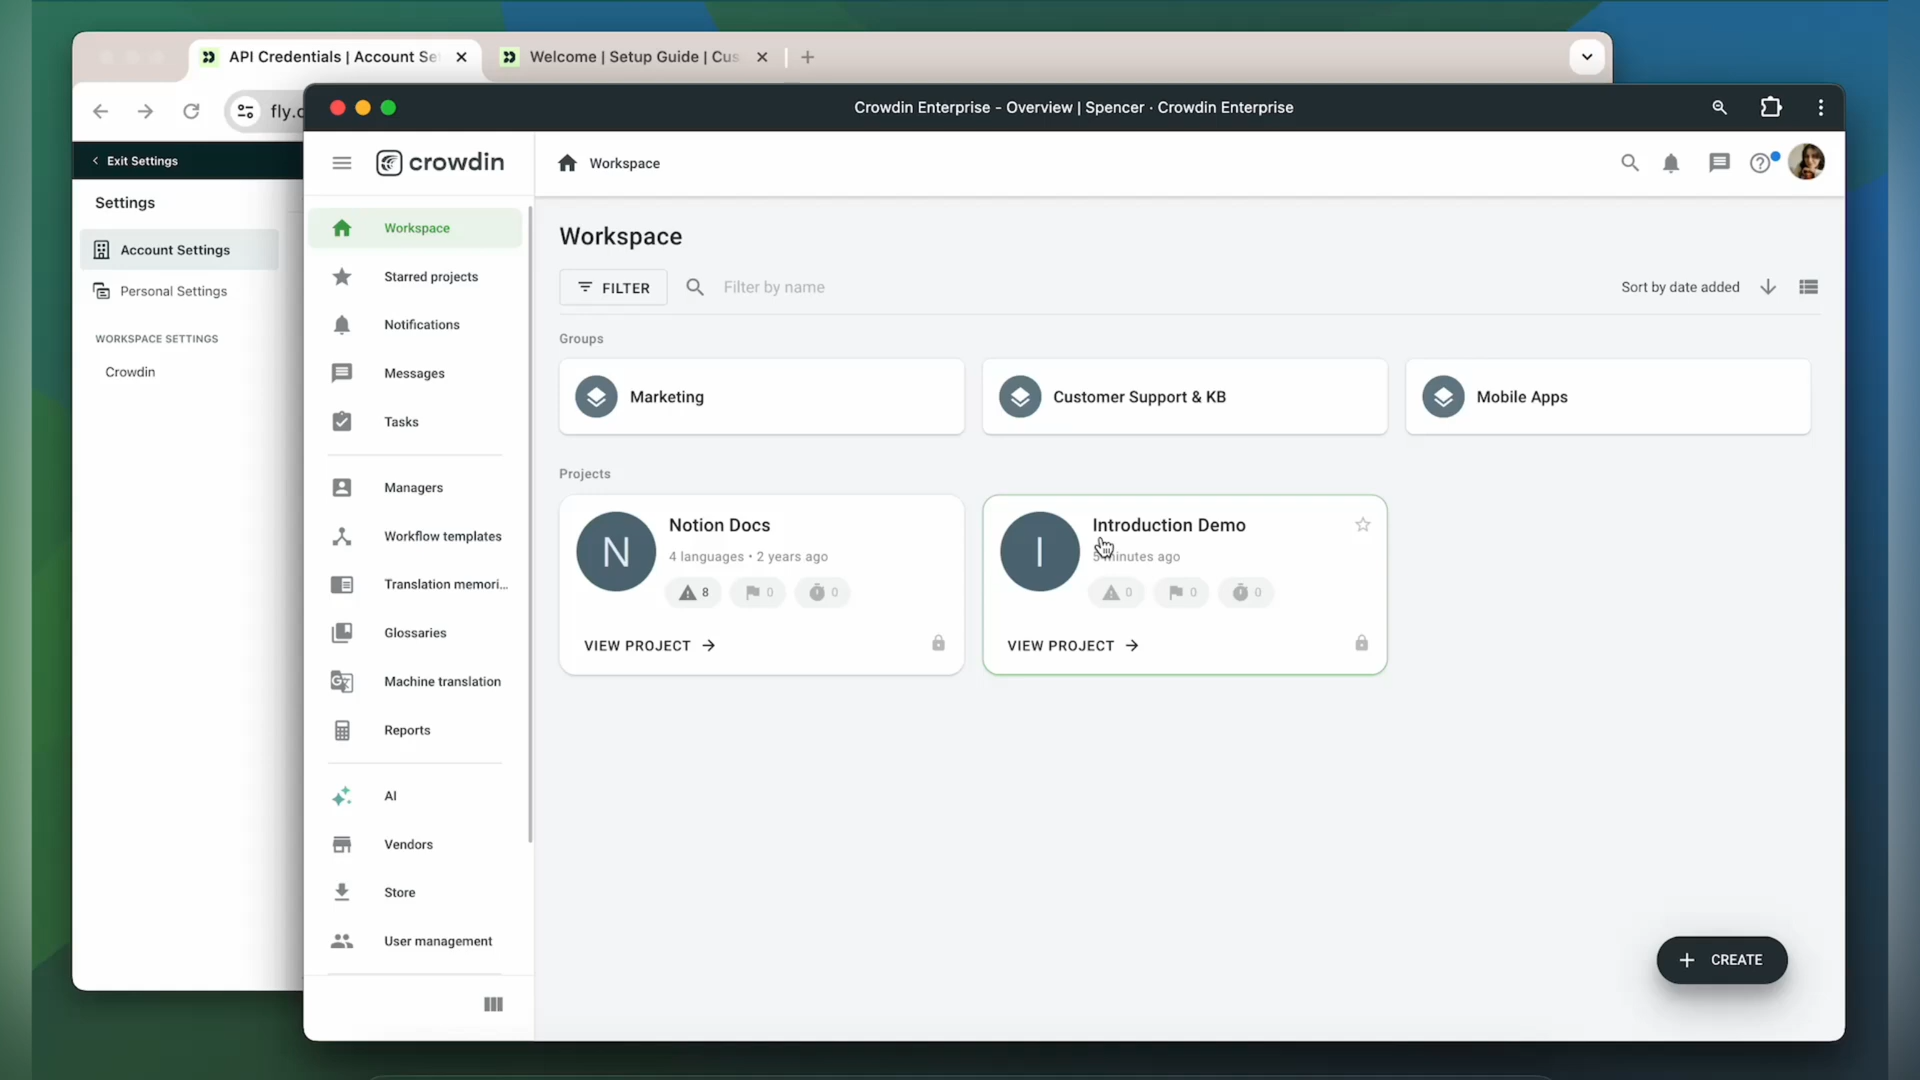 API Credentials | Account Se
Welcome | Setup Guide | Cus
fly.c
Crowdin Enterprise - Overview | Spencer · Crowdin Enterprise
Exit Settings
Settings
Account Settings
Personal Settings
WORKSPACE SETTINGS
Crowdin
crowdin
Workspace
Workspace
Starred projects
Notifications
Messages
Tasks
Managers
Workflow templates
Translation memori...
Glossaries
Machine translation
Reports
AI
Vendors
Store
User management
Workspace
FILTER
Filter by name
Sort by date added
Groups
Marketing
Customer Support & KB
Mobile Apps
Projects
N
Notion Docs
4 languages • 2 years ago
8
0
0
VIEW PROJECT
I
Introduction Demo
5 minutes ago
0
0
0
VIEW PROJECT
CREATE